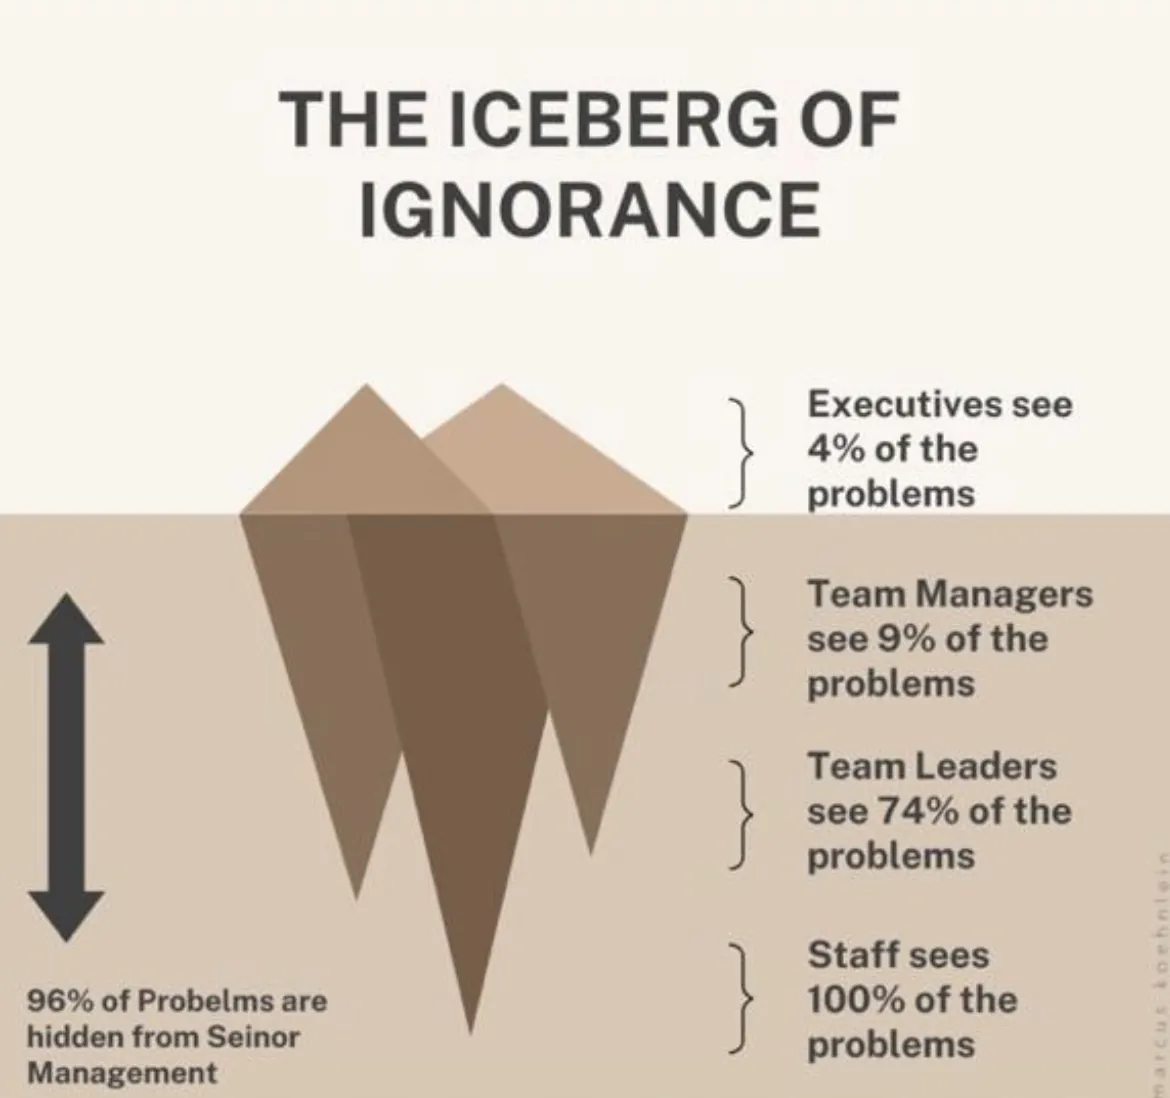 THE ICEBERG OF
IGNORANCE
Executives see
4% of the
problems
Team Managers
see 9% of the
problems
Team Leaders
see 74% of the
problems
Staff sees
100% of the
problems
96% of Probelms are
hidden from Seinor
Management
marcus koehnlein